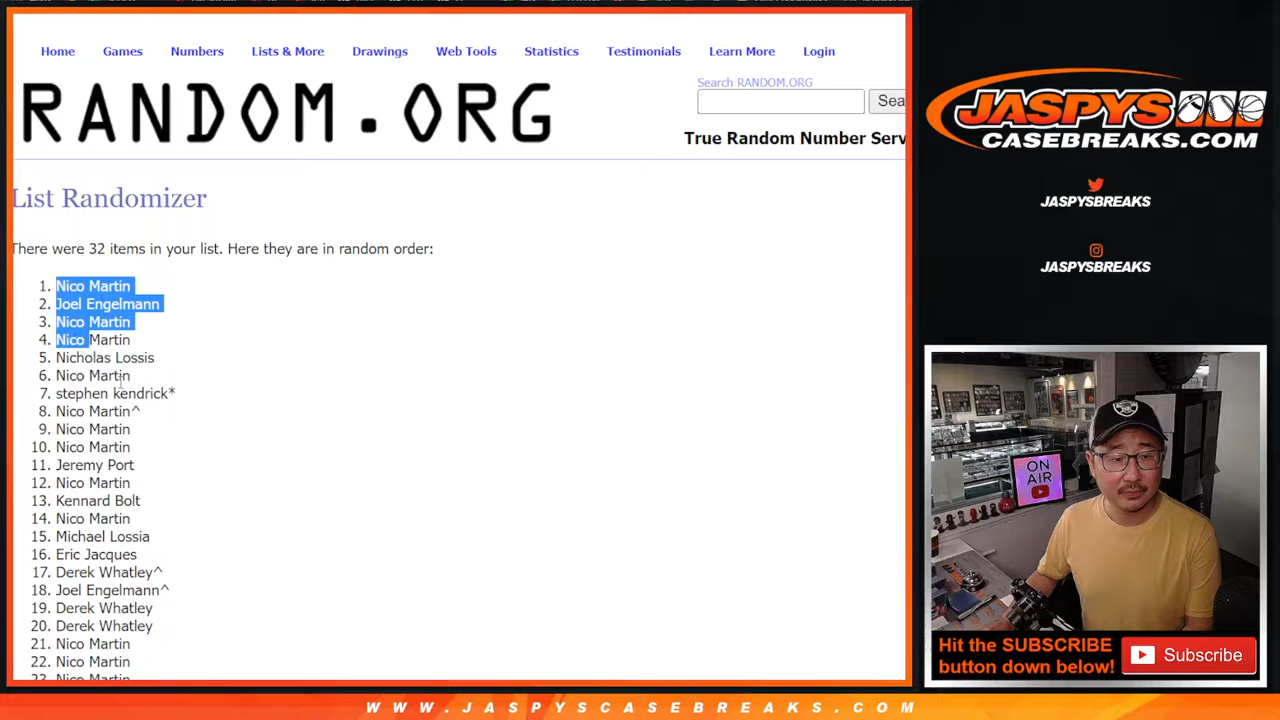 Home Games Numbers Lists & More Drawings Web Tools Statistics Testimonials Learn More Login
Search RANDOM.ORG
RANDOM.ORG
Sea
True Random Number Serv
List Randomizer
There were 32 items in your list. Here they are in random order:
1. Nico Martin
2. Joel Engelmann
3. Nico Martin
4. Nico Martin
5. Nicholas Lossis
6. Nico Martin
7. stephen kendrick*
8. Nico Martin^
9. Nico Martin
10. Nico Martin
11. Jeremy Port
12. Nico Martin
13. Kennard Bolt
14. Nico Martin
15. Michael Lossia
16. Eric Jacques
17. Derek Whatley^
18. Joel Engelmann^
19. Derek Whatley
20. Derek Whatley
21. Nico Martin
22. Nico Martin
23. Nico Martin
JASPYS
CASEBREAKS.COM
JASPYSBREAKS
JASPYSBREAKS
ON
AIR
Hit the SUBSCRIBE
button down below!
Subscribe
WWW.JASPYSCASEBREAKS.COM